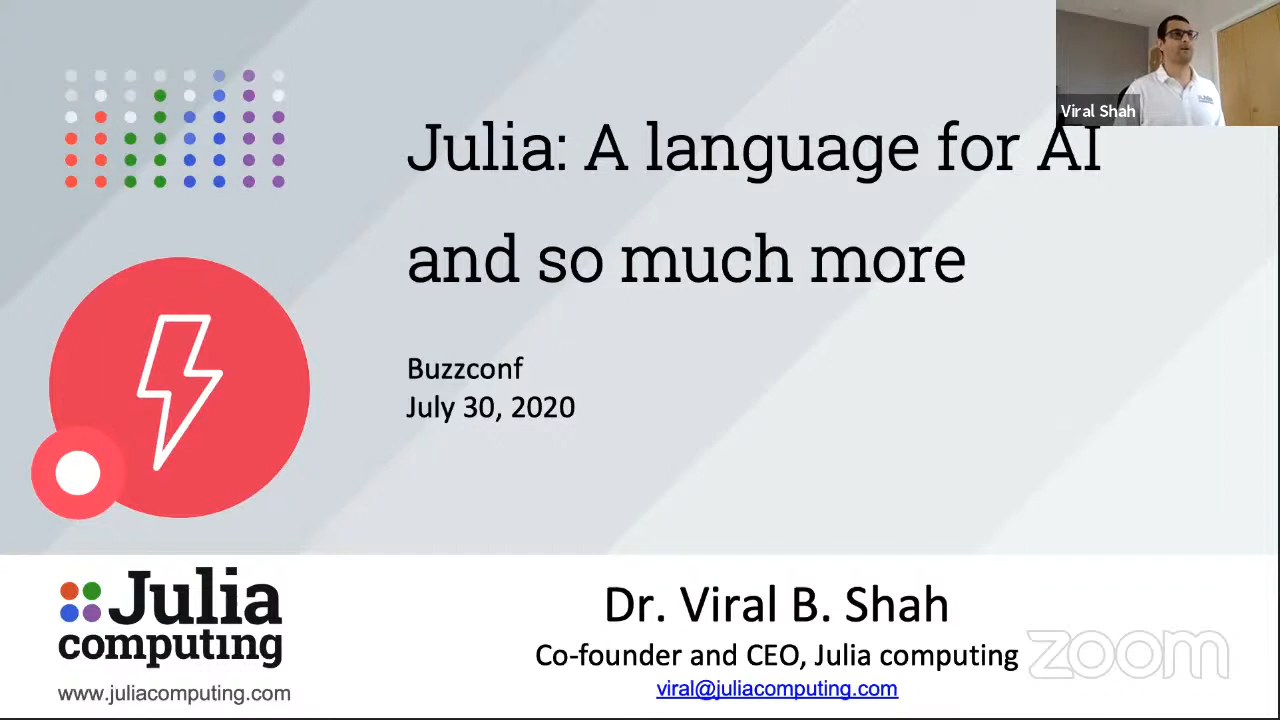 Viral Shah
Julia: A language for AI
and so much more
Buzzconf
July 30, 2020
Julia
computing
www.juliacomputing.com
Dr. Viral B. Shah
Co-founder and CEO, Julia computing
viral@juliacomputing.com
zoom